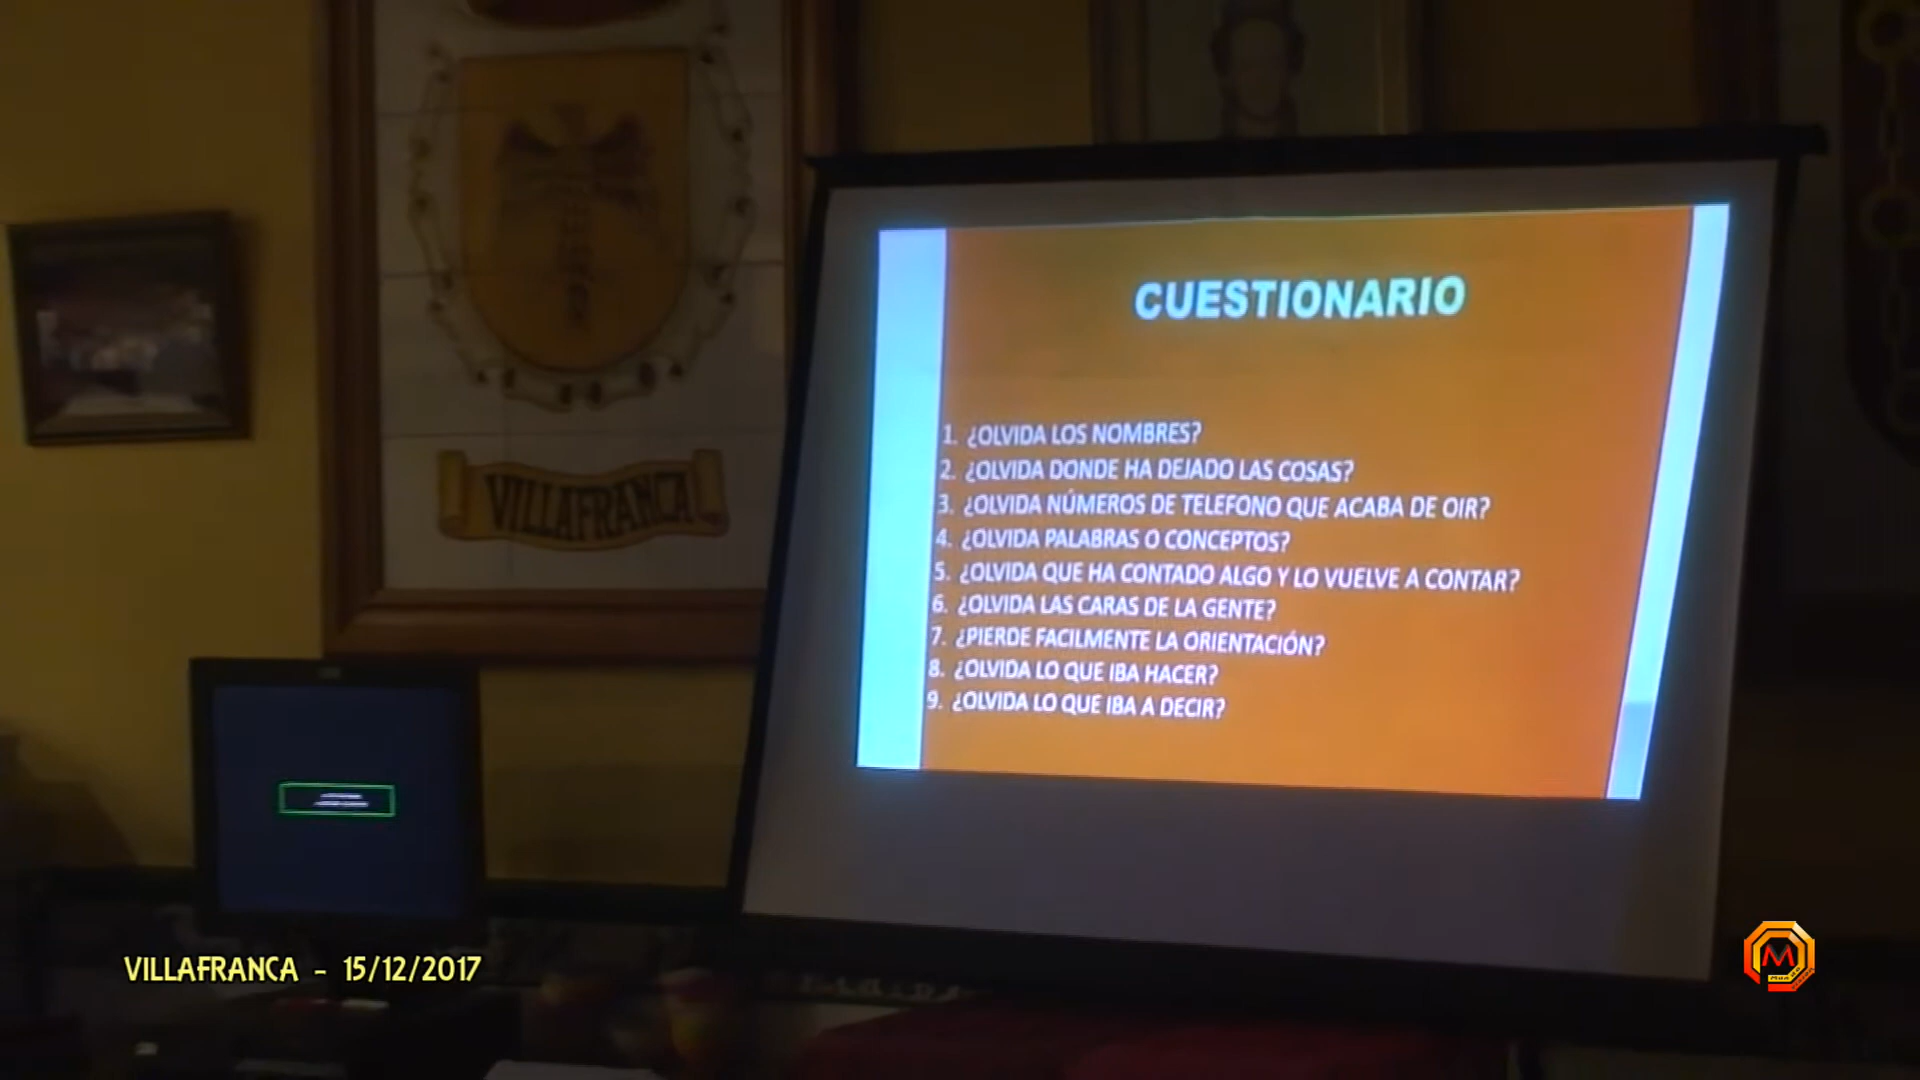 VILLAFRANCA
CUESTIONARIO
1. ¿OLVIDA LOS NOMBRES?
2. ¿OLVIDA DONDE HA DEJADO LAS COSAS?
3. ¿OLVIDA NÚMEROS DE TELEFONO QUE ACABA DE OIR?
4. ¿OLVIDA PALABRAS O CONCEPTOS?
5. ¿OLVIDA QUE HA CONTADO ALGO Y LO VUELVE A CONTAR?
6. ¿OLVIDA LAS CARAS DE LA GENTE?
7. ¿PIERDE FACILMENTE LA ORIENTACIÓN?
8. ¿OLVIDA LO QUE IBA HACER?
9. ¿OLVIDA LO QUE IBA A DECIR?
VILLAFRANCA - 15/12/2017
M